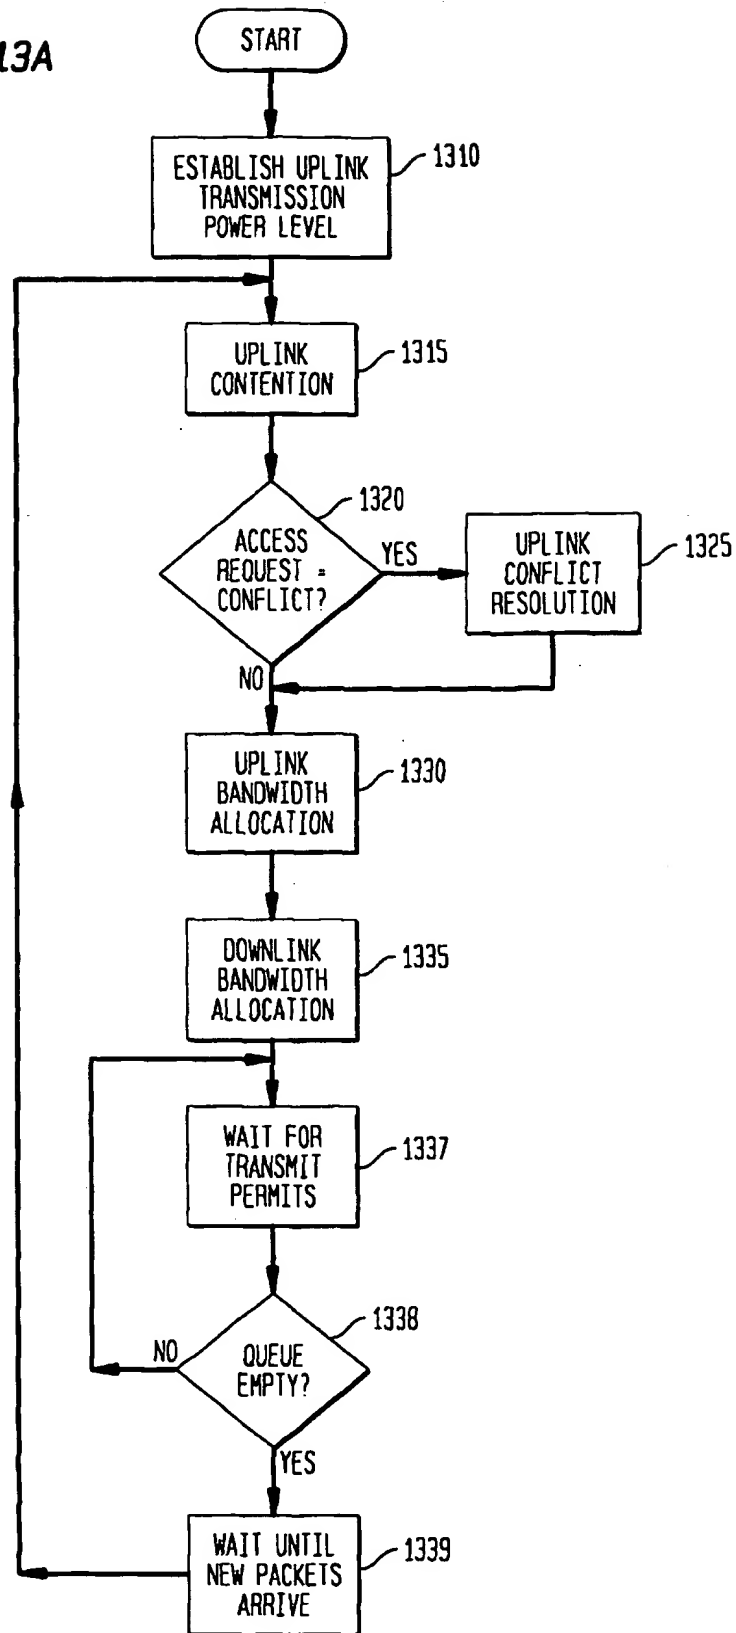 13A
START
ESTABLISH UPLINK
TRANSMISSION
POWER LEVEL
1310
UPLINK
CONTENTION
1315
ACCESS
REQUEST =
CONFLICT?
1320
YES
UPLINK
CONFLICT
RESOLUTION
1325
NO
UPLINK
BANDWIDTH
ALLOCATION
1330
DOWNLINK
BANDWIDTH
ALLOCATION
1335
WAIT FOR
TRANSMIT
PERMITS
1337
QUEUE
EMPTY?
1338
NO
YES
WAIT UNTIL
NEW PACKETS
ARRIVE
1339